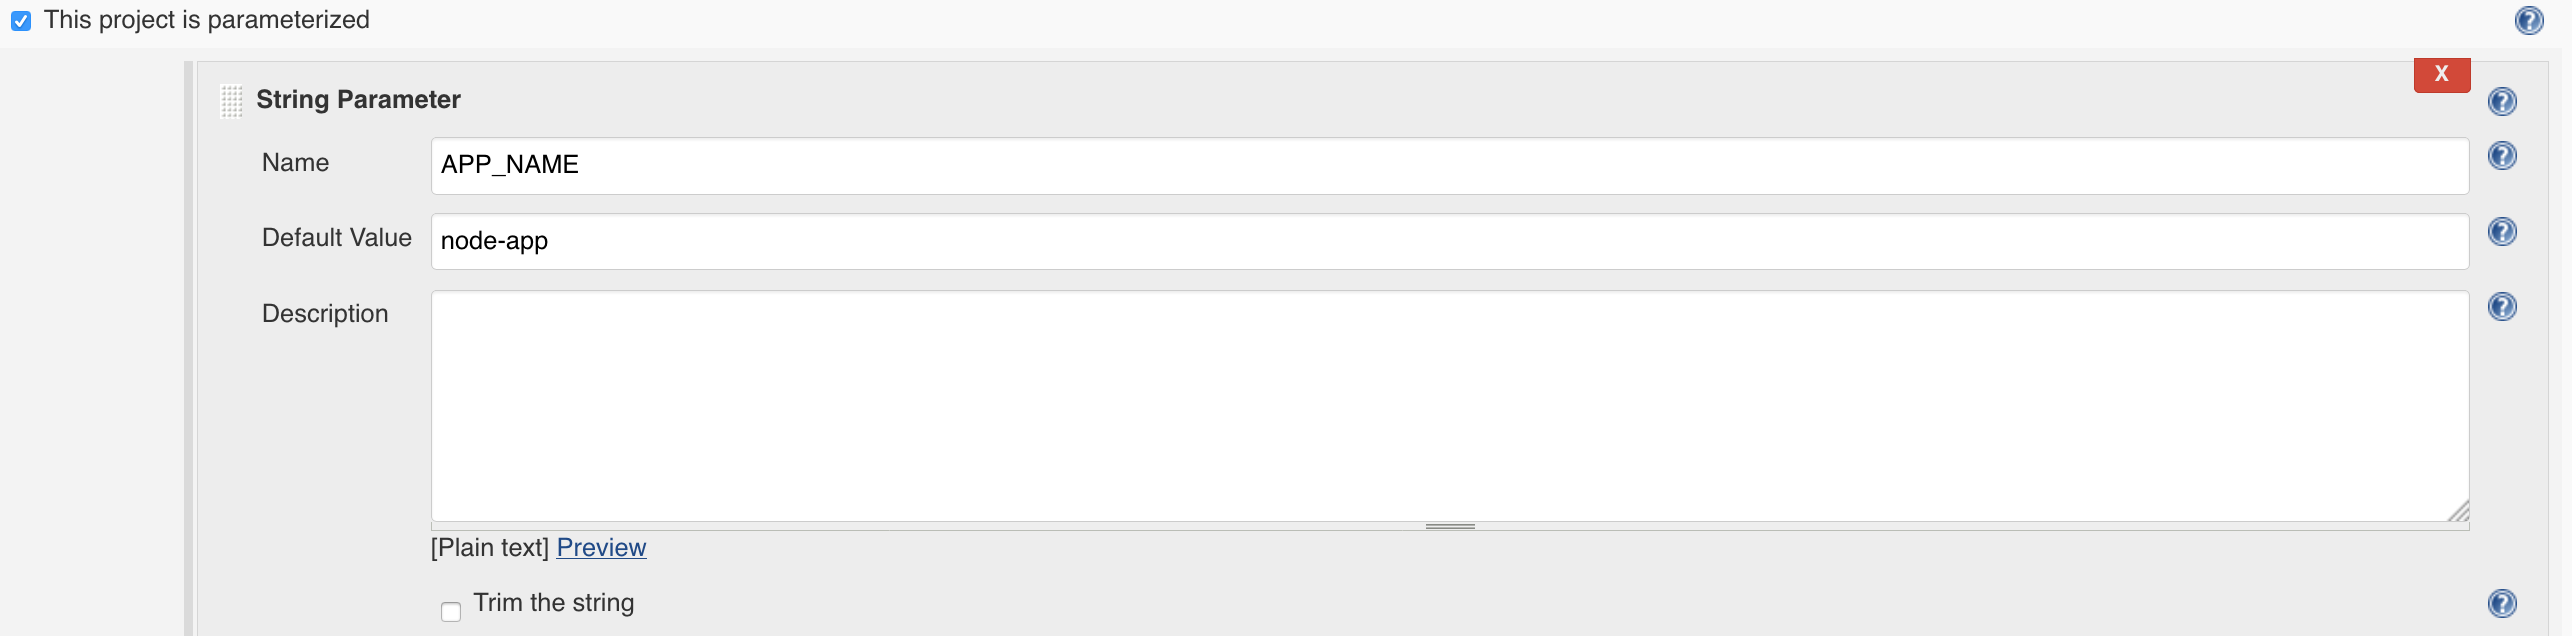 This project is parameterized
?
X
String Parameter
?
Name
APP_NAME
?
Default Value
node-app
?
Description
?
[Plain text] Preview
Trim the string
?